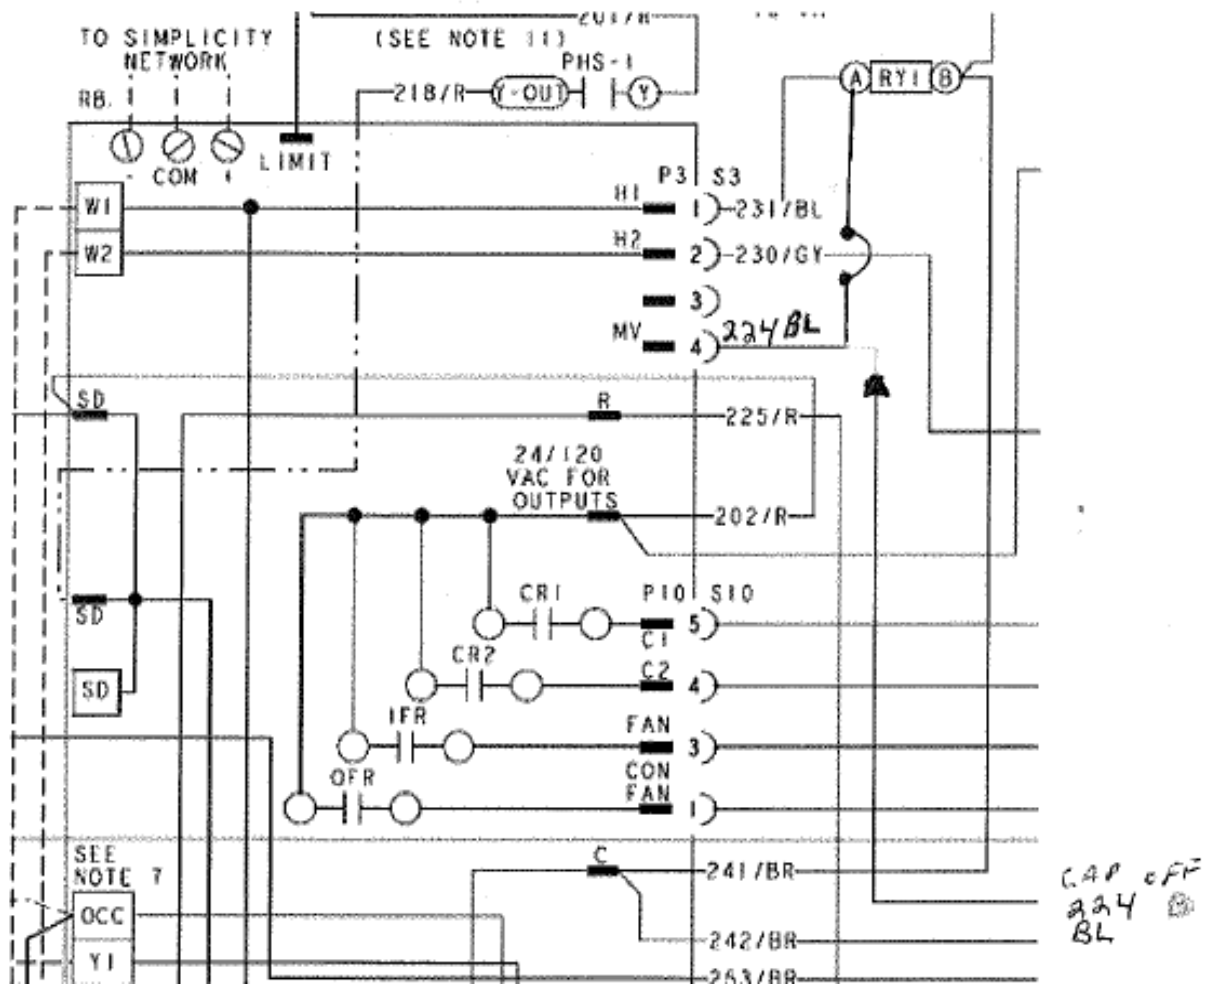 201/R
TO SIMPLICITY
NETWORK
(SEE NOTE 11)
PHS-1
RB
218/R
Y-OUT
Y
A
RY1
B
LIMIT
- COM +
P3 S3
W1
H1
1
231/BL
W2
H2
2
230/GY
3
MV
4
224 BL
SD
R
225/R
24/120
VAC FOR
OUTPUTS
202/R
SD
CR1
P10 S10
5
C1
CR2
C2
SD
4
IFR
FAN
3
OFR
CON
FAN
1
SEE
NOTE 7
C
241/BR
CAP OFF
224
BL
OCC
242/BR
Y1
253/BR